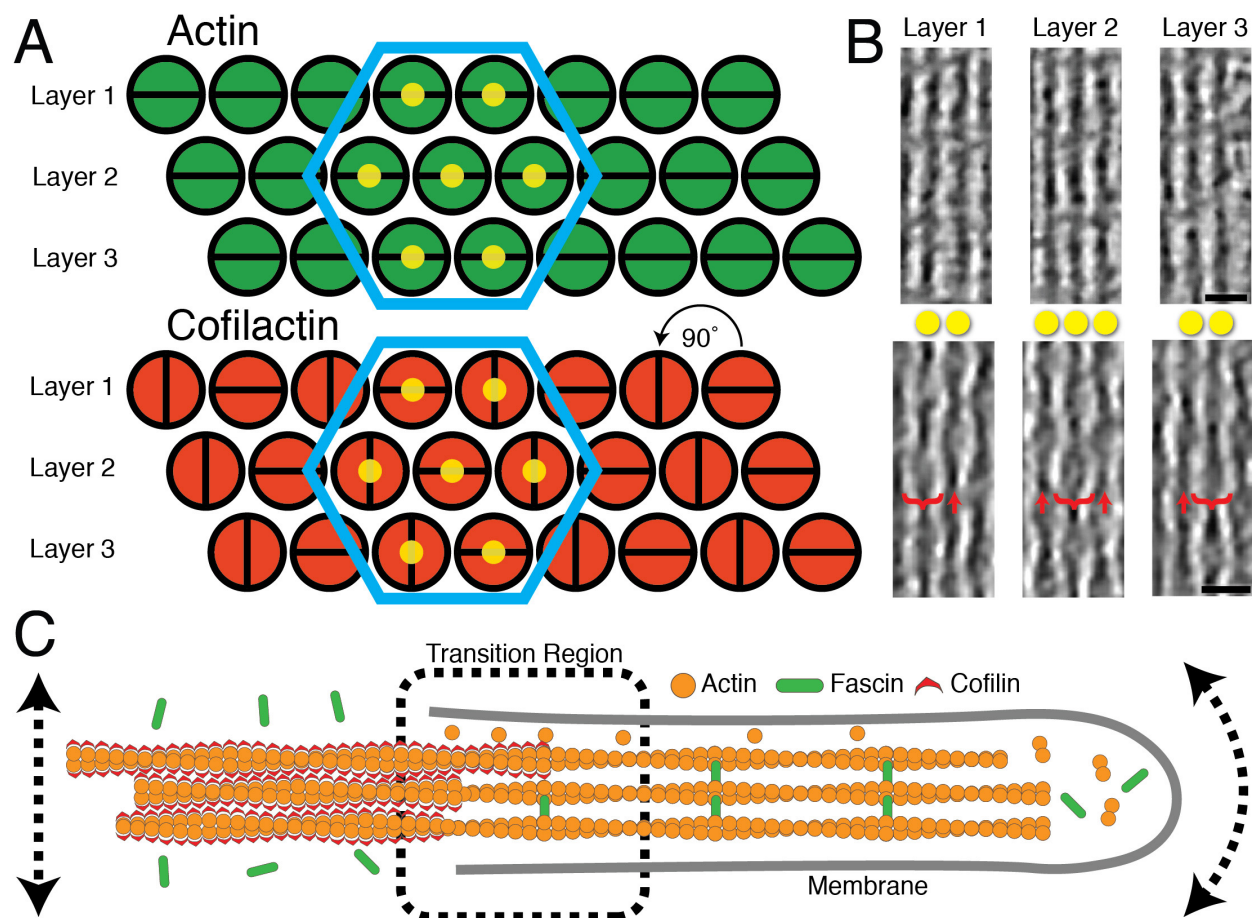 A
Actin
Layer 1
Layer 2
Layer 3
Cofilactin
90°
Layer 1
Layer 2
Layer 3
B
Layer 1
Layer 2
Layer 3
C
Transition Region
Actin
Fascin
Cofilin
Membrane